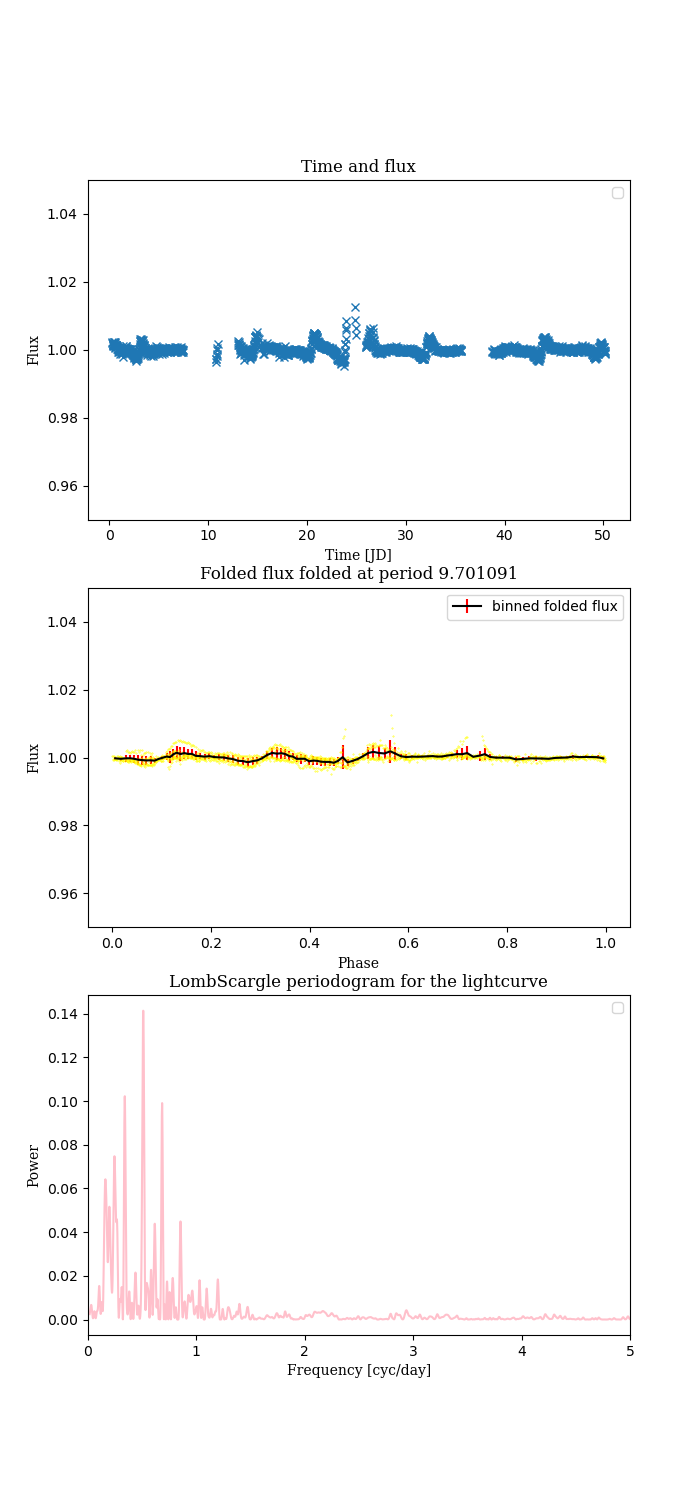 Time and flux
1.04
1.02
1.00
0.98
0.96
Flux
0 10 20 30 40 50
Time [JD]
Folded flux folded at period 9.701091
binned folded flux
1.04
1.02
1.00
0.98
0.96
Flux
0.0 0.2 0.4 0.6 0.8 1.0
Phase
LombScargle periodogram for the lightcurve
0.14
0.12
0.10
0.08
0.06
0.04
0.02
0.00
Power
0 1 2 3 4 5
Frequency [cyc/day]